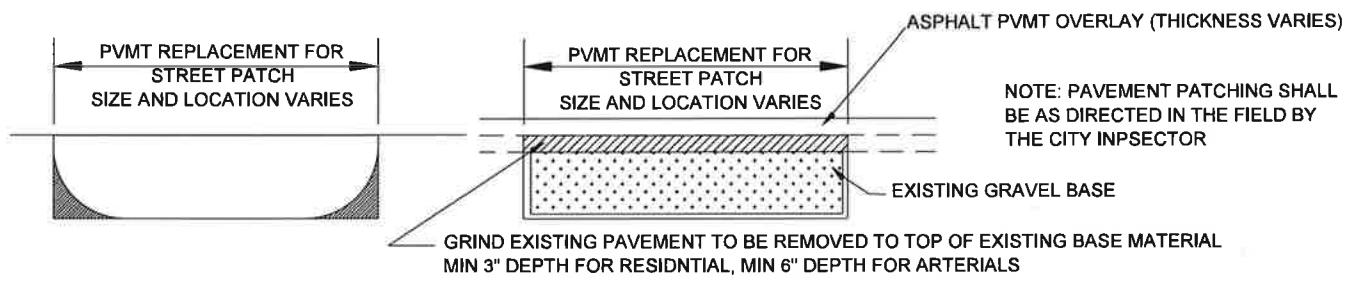 PVMT REPLACEMENT FOR
STREET PATCH
SIZE AND LOCATION VARIES
PVMT REPLACEMENT FOR
STREET PATCH
SIZE AND LOCATION VARIES
ASPHALT PVMT OVERLAY (THICKNESS VARIES)
NOTE: PAVEMENT PATCHING SHALL
BE AS DIRECTED IN THE FIELD BY
THE CITY INPSECTOR
EXISTING GRAVEL BASE
GRIND EXISTING PAVEMENT TO BE REMOVED TO TOP OF EXISTING BASE MATERIAL
MIN 3" DEPTH FOR RESIDNTIAL, MIN 6" DEPTH FOR ARTERIALS